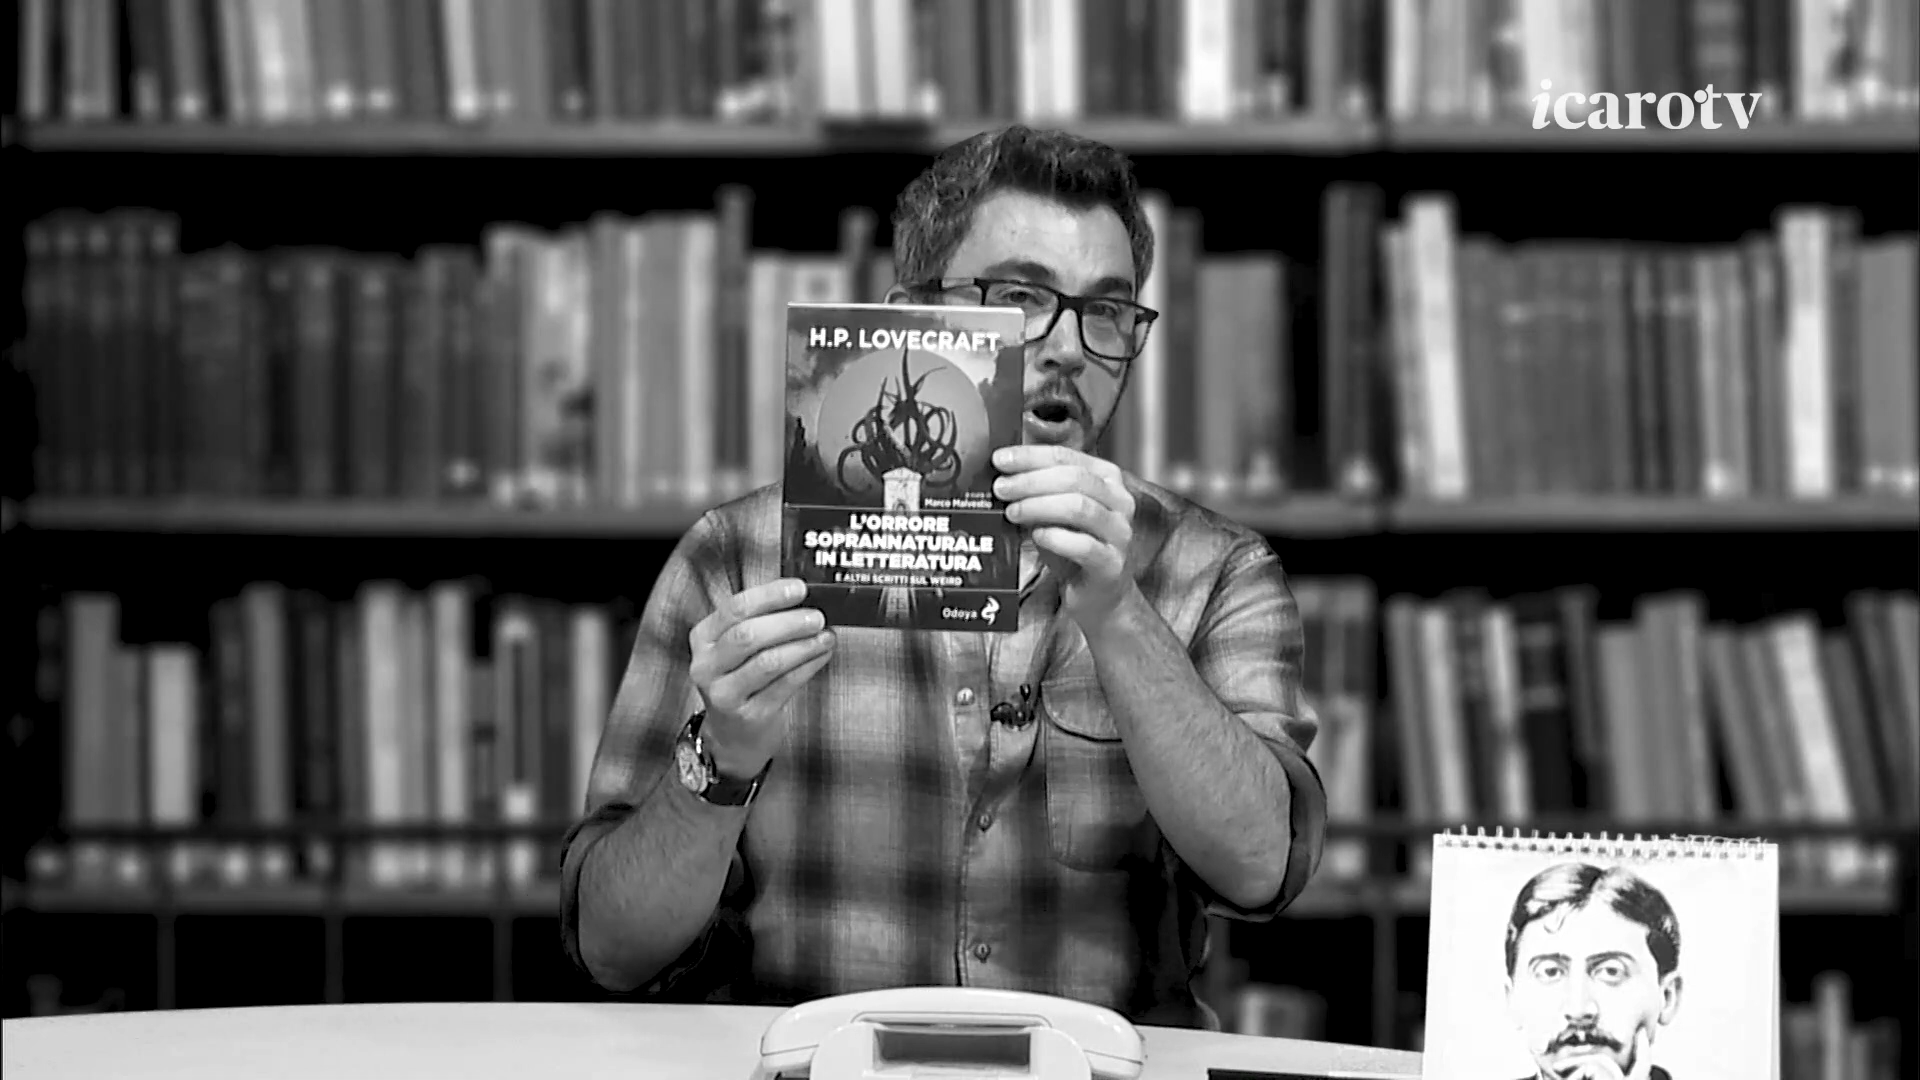 icarotv
H.P. LOVECRAFT
a cura di
Marco Malvestio
L'ORRORE
SOPRANNATURALE
IN LETTERATURA
E ALTRI SCRITTI SUL WEIRD
Odoya